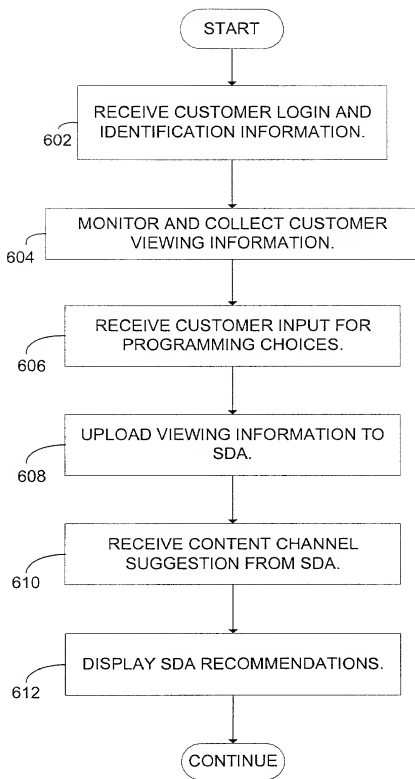 START
RECEIVE CUSTOMER LOGIN AND
IDENTIFICATION INFORMATION.
602
MONITOR AND COLLECT CUSTOMER
VIEWING INFORMATION.
604
RECEIVE CUSTOMER INPUT FOR
PROGRAMMING CHOICES.
606
UPLOAD VIEWING INFORMATION TO
SDA.
608
RECEIVE CONTENT CHANNEL
SUGGESTION FROM SDA.
610
DISPLAY SDA RECOMMENDATIONS.
612
CONTINUE